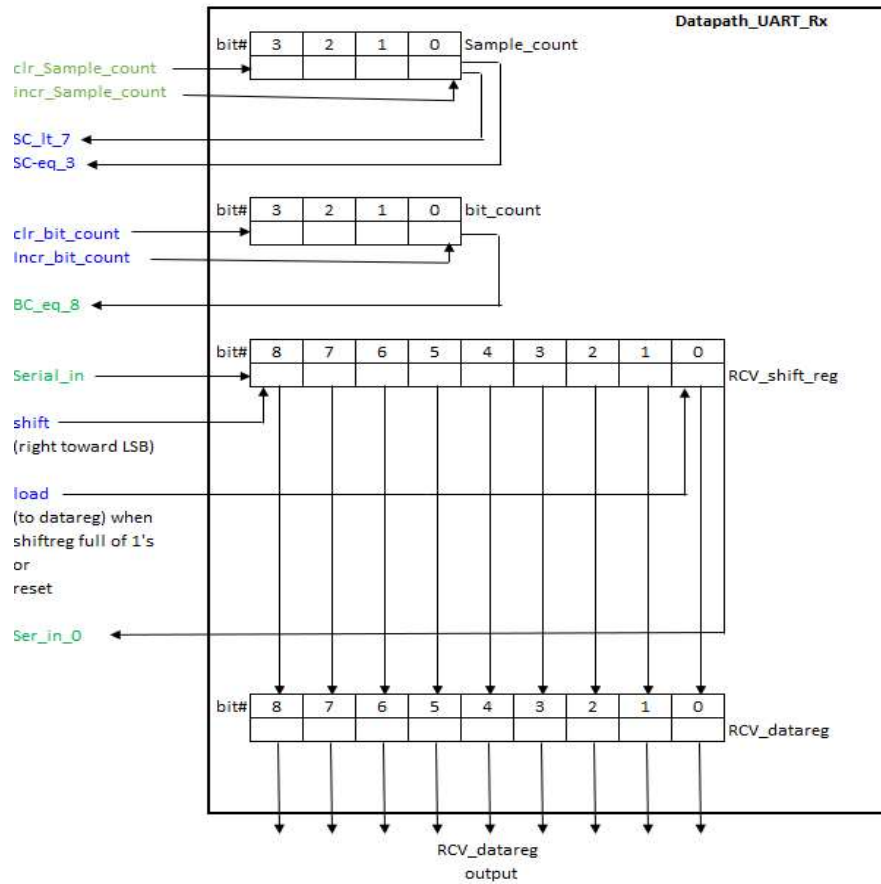 Datapath_UART_Rx
bit# 3 2 1 0 Sample_count
clr_Sample_count
incr_Sample_count
SC_lt_7
SC-eq_3
bit# 3 2 1 0 bit_count
clr_bit_count
Incr_bit_count
BC_eq_8
bit# 8 7 6 5 4 3 2 1 0
Serial_in
RCV_shift_reg
shift
(right toward LSB)
load
(to datareg) when
shiftreg full of 1's
or
reset
Ser_in_0
bit# 8 7 6 5 4 3 2 1 0
RCV_datareg
RCV_datareg
output